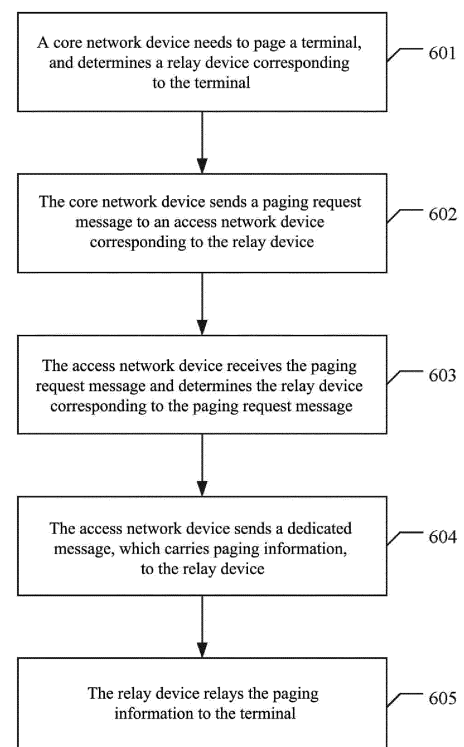 A core network device needs to page a terminal,
and determines a relay device corresponding
to the terminal
601
The core network device sends a paging request
message to an access network device
corresponding to the relay device
602
The access network device receives the paging
request message and determines the relay device
corresponding to the paging request message
603
The access network device sends a dedicated
message, which carries paging information,
to the relay device
604
The relay device relays the paging
information to the terminal
605